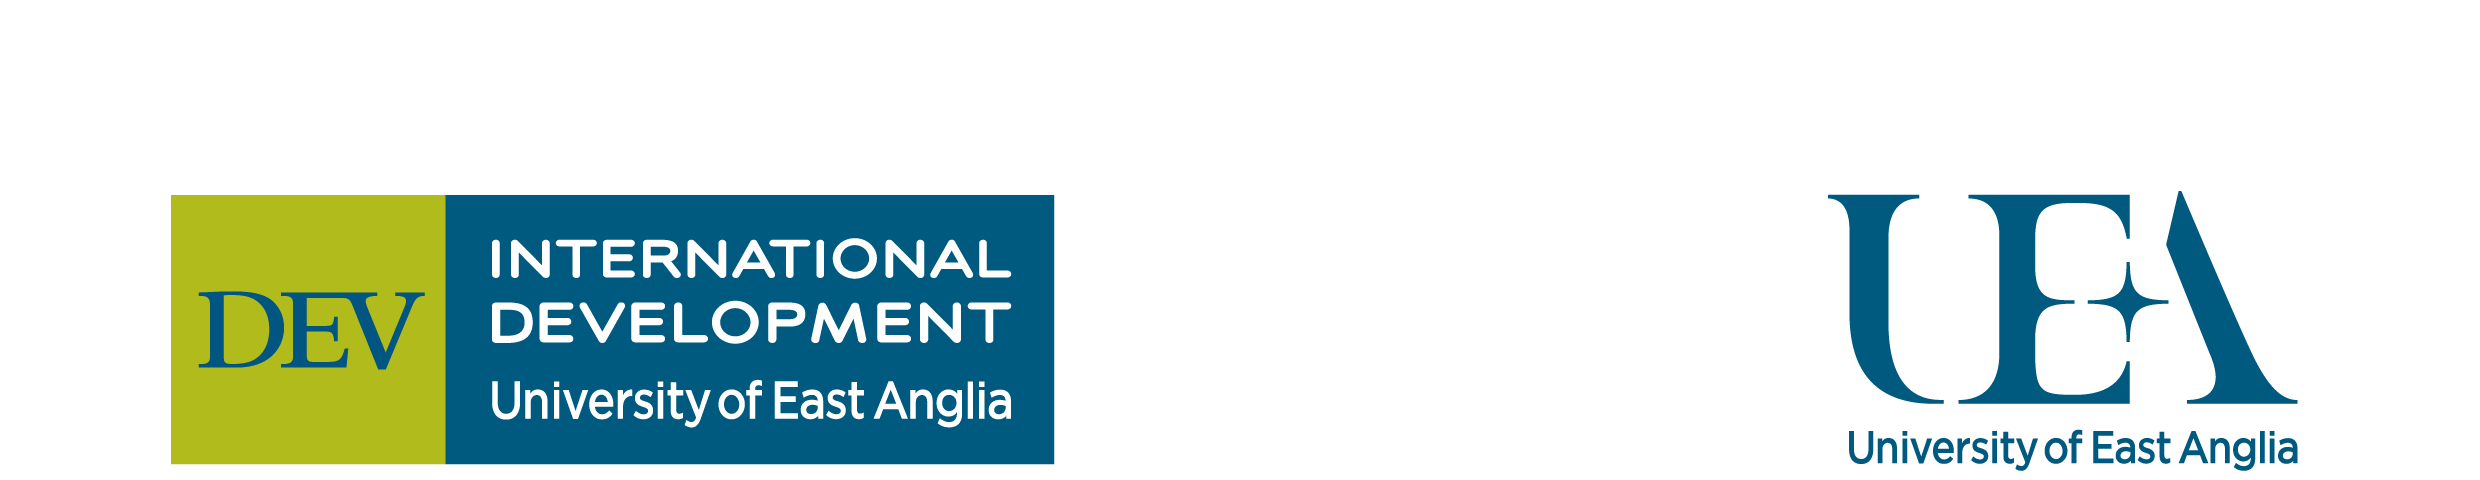 DEV
INTERNATIONAL
DEVELOPMENT
University of East Anglia
UEA
University of East Anglia